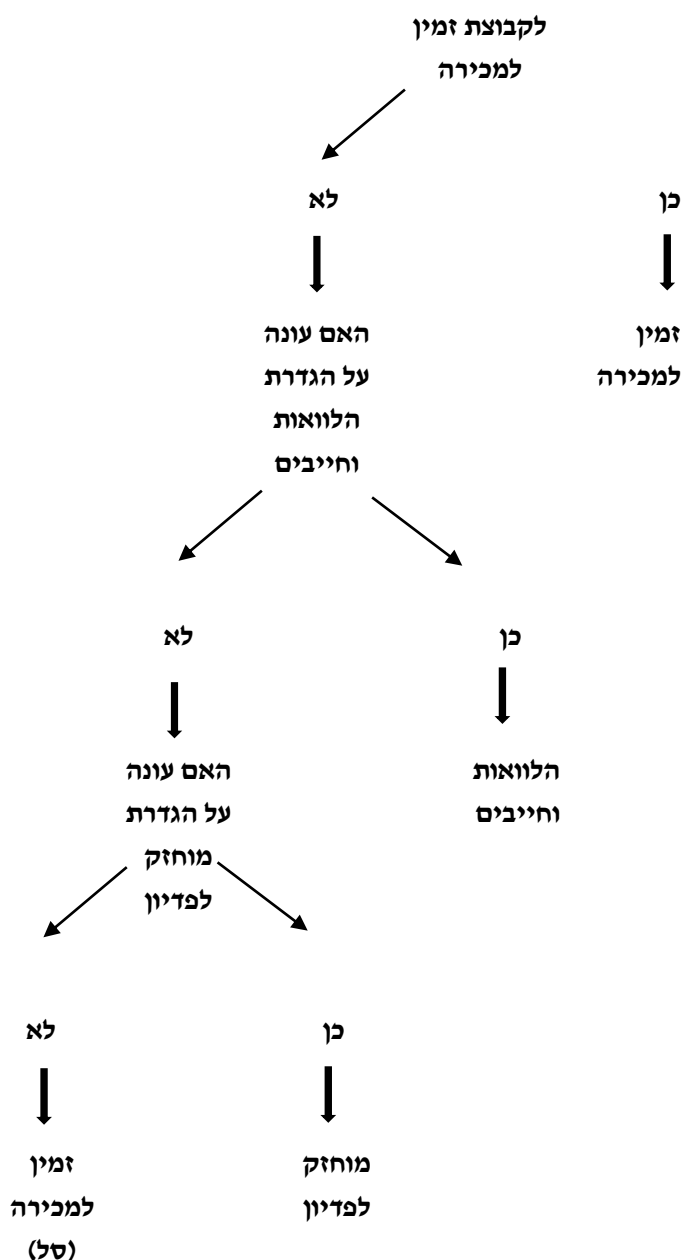 לקבוצת זמין
למכירה
כן
לא
זמין
למכירה
האם עונה
על הגדרת
הלוואות
וחייבים
כן
לא
הלוואות
וחייבים
האם עונה
על הגדרת
מוחזק
לפדיון
כן
לא
מוחזק
לפדיון
זמין
למכירה
(סל)